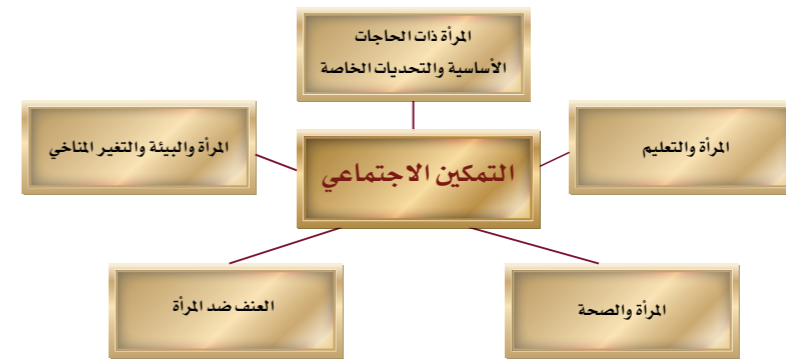 المرأة ذات الحاجات
الأساسية والتحديات الخاصة
المرأة والتعليم
المرأة والبيئة والتغير المناخي
التمكين الاجتماعي
المرأة والصحة
العنف ضد المرأة